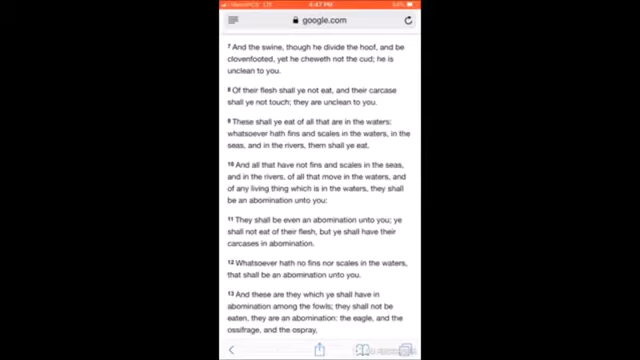 LTE 4:47 PM 64%
google.com
7 And the swine, though he divide the hoof, and be
clovenfooted, yet he cheweth not the cud; he is
unclean to you.
8 Of their flesh shall ye not eat, and their carcase
shall ye not touch; they are unclean to you.
9 These shall ye eat of all that are in the waters:
whatsoever hath fins and scales in the waters, in the
seas, and in the rivers, them shall ye eat.
10 And all that have not fins and scales in the seas,
and in the rivers, of all that move in the waters, and
of any living thing which is in the waters, they shall
be an abomination unto you:
11 They shall be even an abomination unto you; ye
shall not eat of their flesh, but ye shall have their
carcases in abomination.
12 Whatsoever hath no fins nor scales in the waters,
that shall be an abomination unto you.
13 And these are they which ye shall have in
abomination among the fowls; they shall not be
eaten, they are an abomination: the eagle, and the
ossifrage, and the ospray,